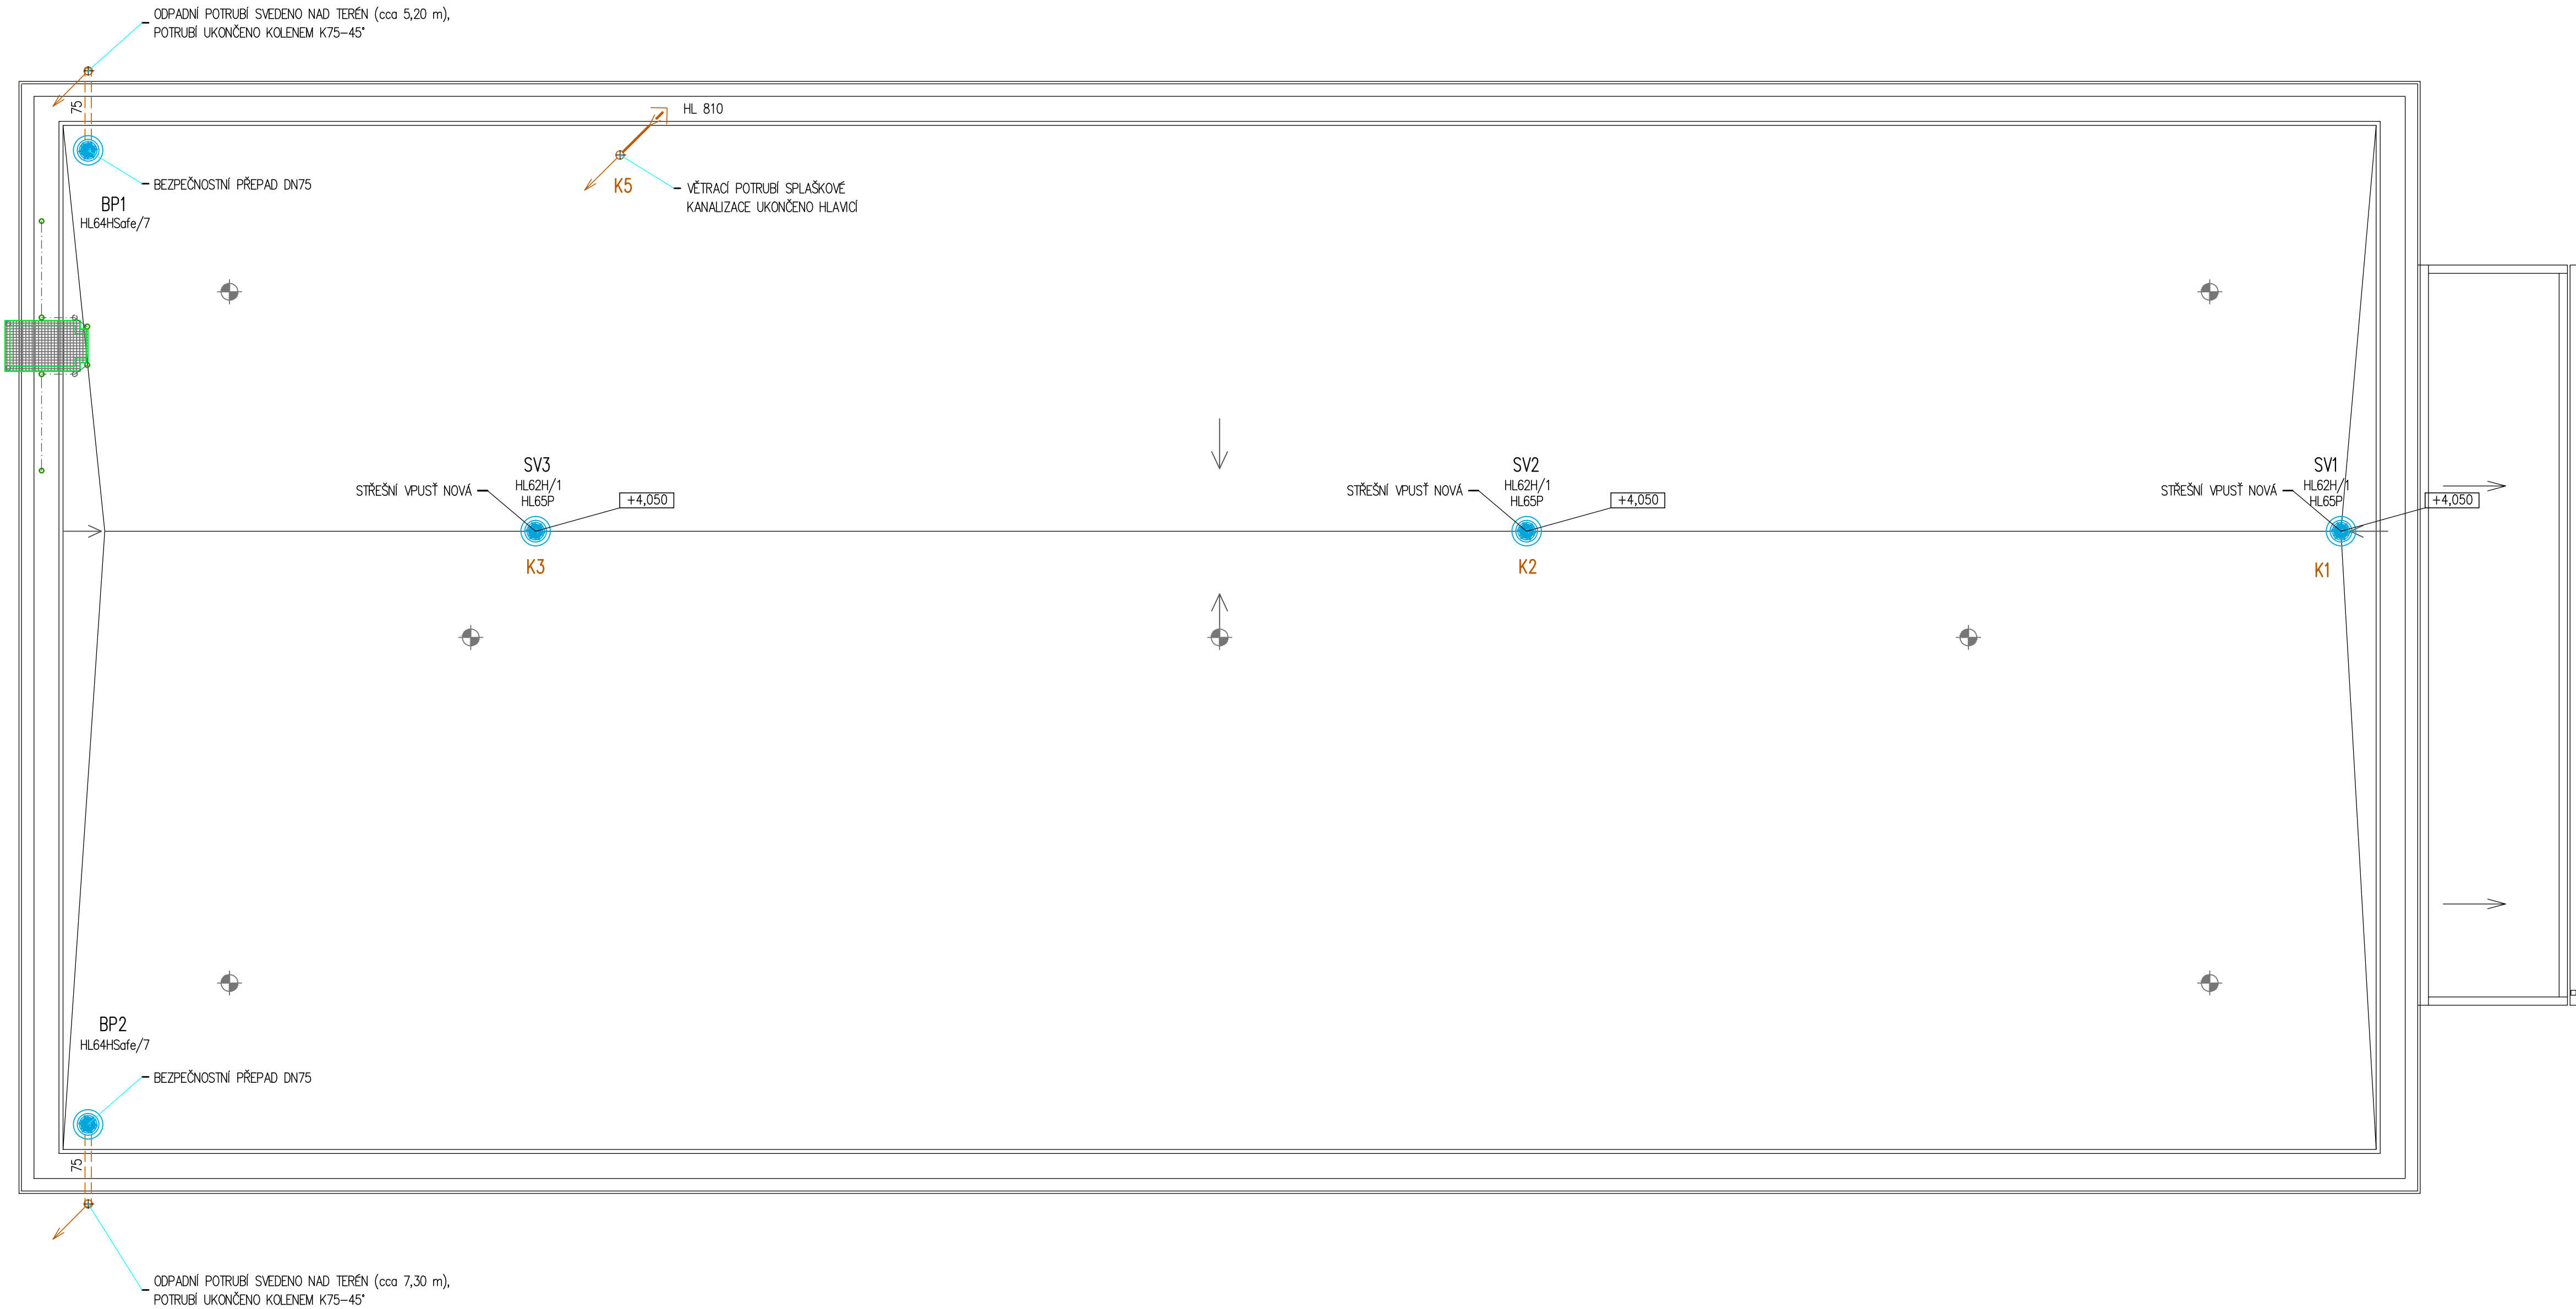 ODPADNÍ POTRUBÍ SVEDENO NAD TERÉN (cca 5,20 m),
POTRUBÍ UKONČENO KOLENEM K75-45°
75
HL 810
BEZPEČNOSTNÍ PŘEPAD DN75
K5
VĚTRACÍ POTRUBÍ SPLAŠKOVÉ
KANALIZACE UKONČENO HLAVICÍ
BP1
HL64HSafe/7
SV3
HL62H/1
HL65P
STŘEŠNÍ VPUSŤ NOVÁ
+4,050
K3
SV2
HL62H/1
HL65P
STŘEŠNÍ VPUSŤ NOVÁ
+4,050
K2
SV1
HL62H/1
HL65P
STŘEŠNÍ VPUSŤ NOVÁ
+4,050
K1
BP2
HL64HSafe/7
BEZPEČNOSTNÍ PŘEPAD DN75
75
ODPADNÍ POTRUBÍ SVEDENO NAD TERÉN (cca 7,30 m),
POTRUBÍ UKONČENO KOLENEM K75-45°